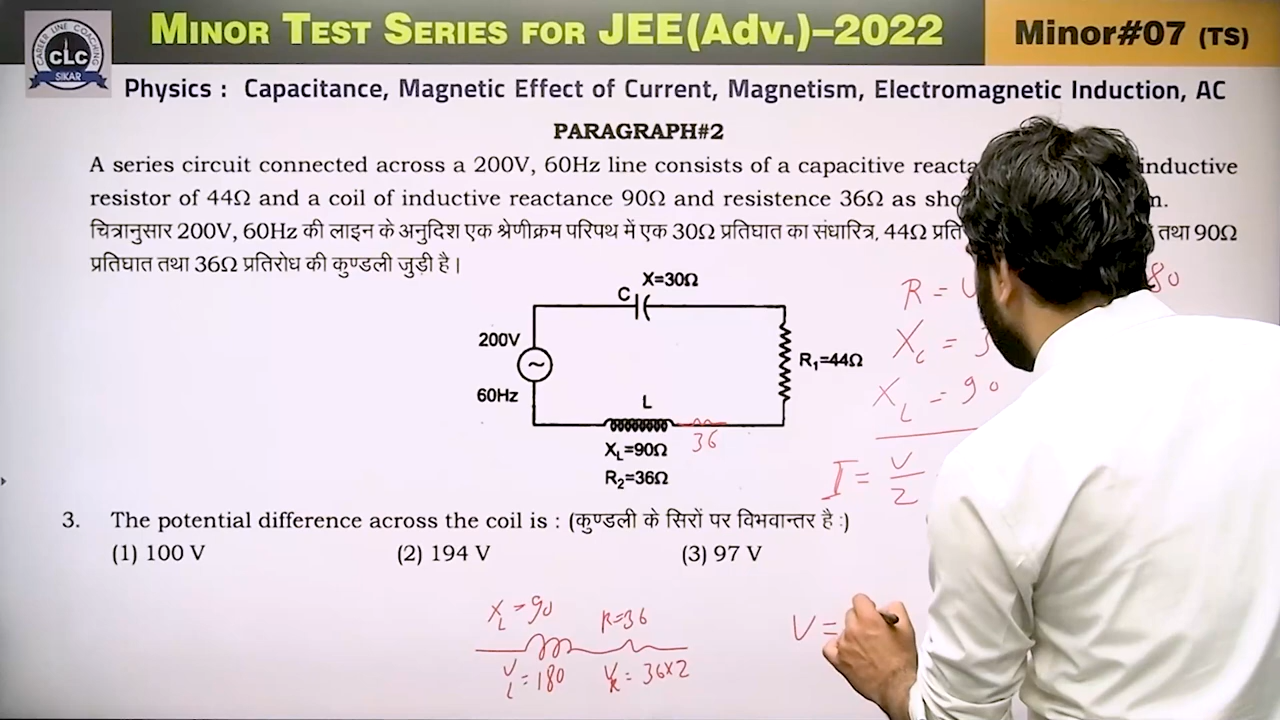 CAREER LINE COACHING
CLC
SIKAR
MINOR TEST SERIES FOR JEE(Adv.)–2022
Minor#07 (TS)
Physics : Capacitance, Magnetic Effect of Current, Magnetism, Electromagnetic Induction, AC
PARAGRAPH#2
A series circuit connected across a 200V, 60Hz line consists of a capacitive inductive
resistor of 44Ω and a coil of inductive reactance 90Ω and resistence 36Ω as
चित्रानुसार 200V, 60Hz की लाइन के अनुदिश एक श्रेणीक्रम परिपथ में एक 30Ω प्रतिघात का संधारित्र, 44Ω तथा 90Ω
प्रतिघात तथा 36Ω प्रतिरोध की कुण्डली जुड़ी है।
X=30Ω
C
200V
~
60Hz
R₁=44Ω
L
36
X_L=90Ω
R₂=36Ω
R = 80
X_C =
X_L = 90
I = V/Z
3. The potential difference across the coil is : (कुण्डली के सिरों पर विभवान्तर है :)
(1) 100 V (2) 194 V (3) 97 V
X_L = 90 R=36
V_L = 180 V_R = 36×2
V =